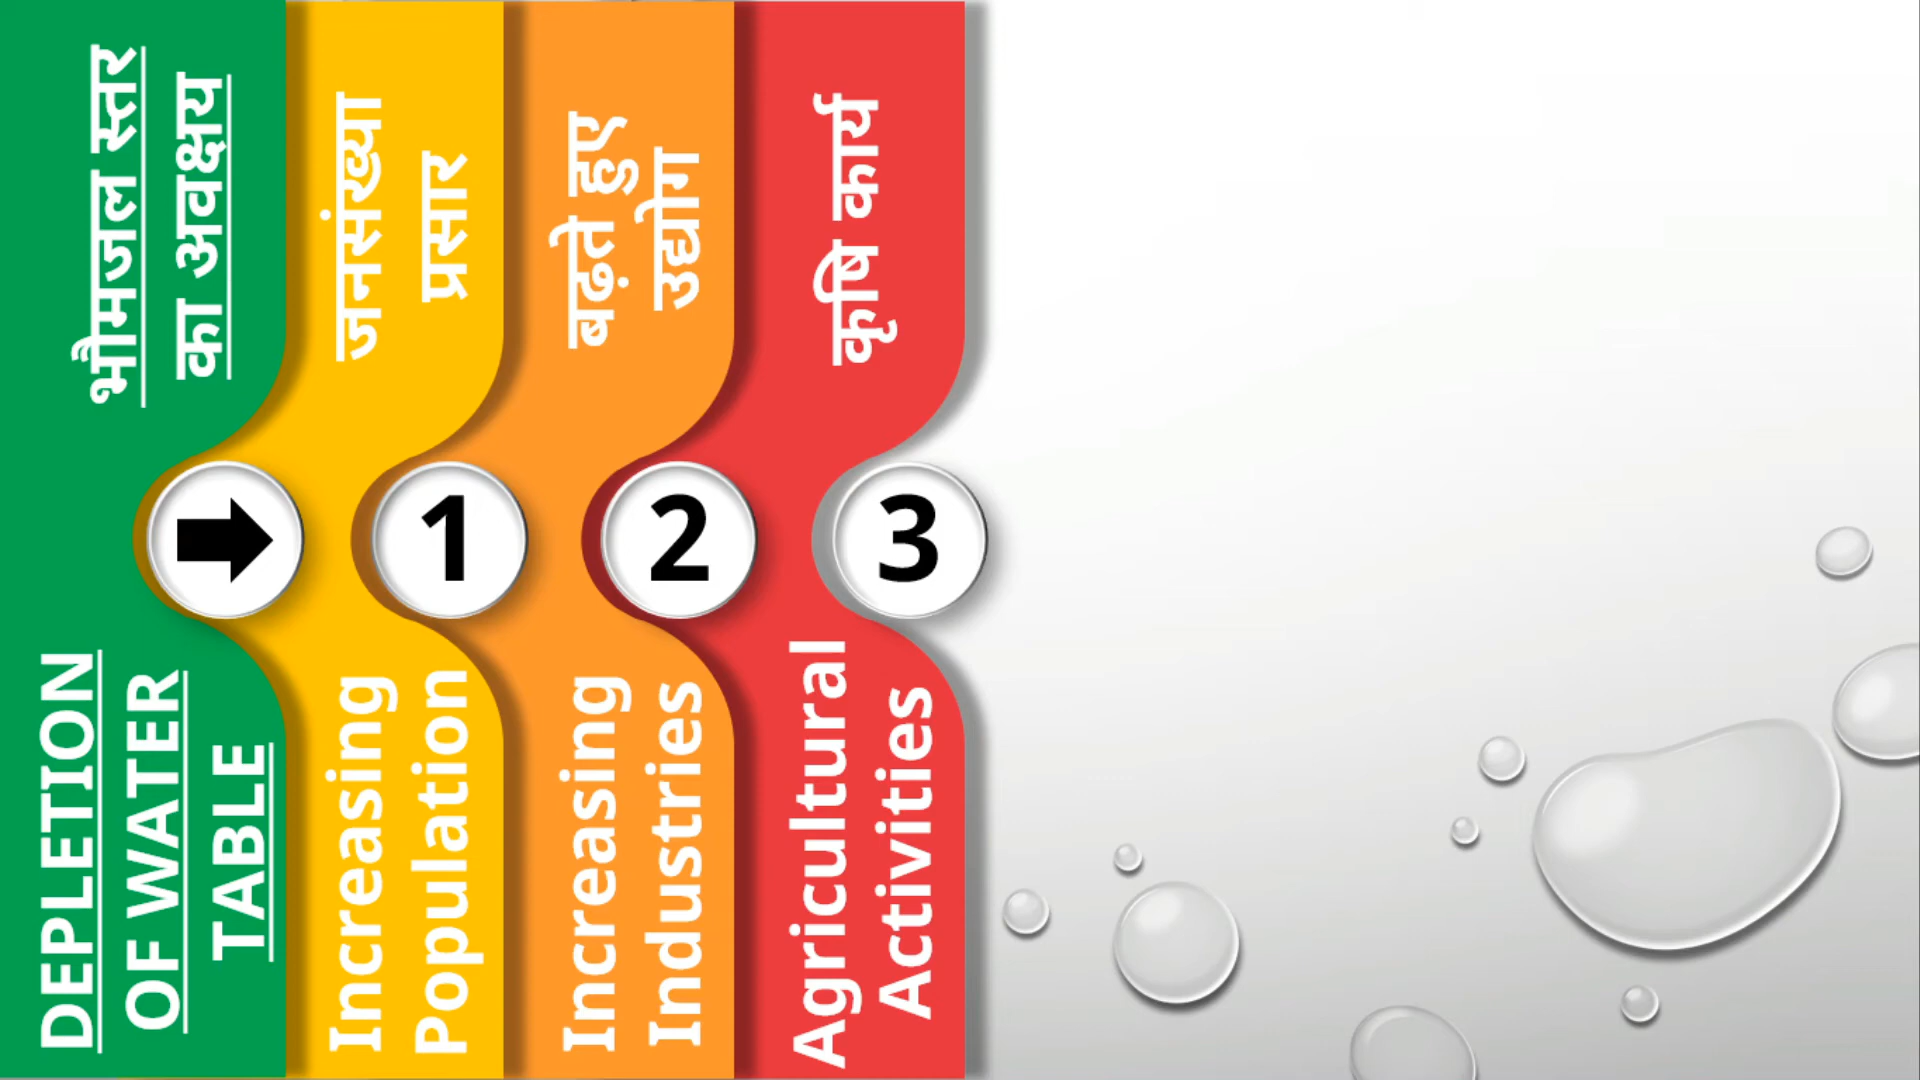 भौमजल स्तर
का अवक्षय
DEPLETION
OF WATER
TABLE
जनसंख्या
प्रसार
1
Increasing
Population
बढ़ते हुए
उद्योग
2
Increasing
Industries
कृषि कार्य
3
Agricultural
Activities